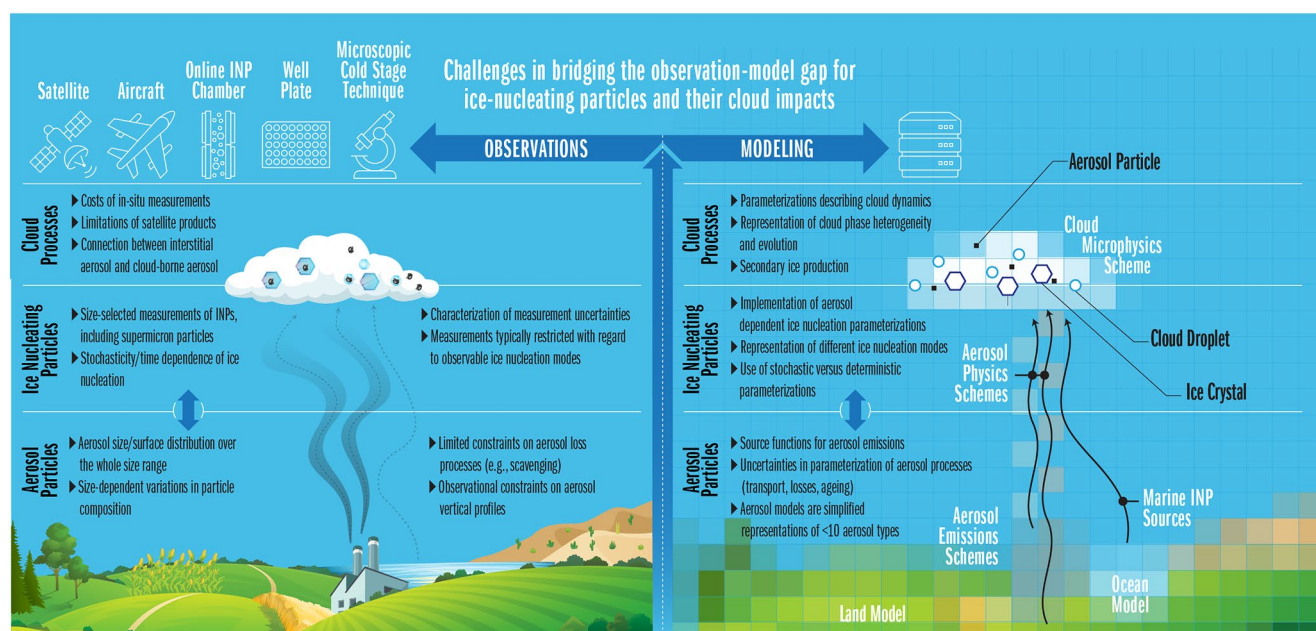 Satellite
Aircraft
Online INP
Chamber
Well
Plate
Microscopic
Cold Stage
Technique
Challenges in bridging the observation-model gap for
ice-nucleating particles and their cloud impacts
OBSERVATIONS
MODELING
Cloud
Processes
Costs of in-situ measurements
Limitations of satellite products
Connection between interstitial
aerosol and cloud-borne aerosol
Ice Nucleating
Particles
Size-selected measurements of INPs,
including supermicron particles
Stochasticity/time dependence of ice
nucleation
Characterization of measurement uncertainties
Measurements typically restricted with regard
to observable ice nucleation modes
Aerosol
Particles
Aerosol size/surface distribution over
the whole size range
Size-dependent variations in particle
composition
Limited constraints on aerosol loss
processes (e.g., scavenging)
Observational constraints on aerosol
vertical profiles
Cloud
Processes
Parameterizations describing cloud dynamics
Representation of cloud phase heterogeneity
and evolution
Secondary ice production
Ice Nucleating
Particles
Implementation of aerosol
dependent ice nucleation parameterizations
Representation of different ice nucleation modes
Use of stochastic versus deterministic
parameterizations
Aerosol
Particles
Source functions for aerosol emissions
Uncertainties in parameterization of aerosol processes
(transport, losses, ageing)
Aerosol models are simplified
representations of <10 aerosol types
Aerosol Particle
Cloud
Microphysics
Scheme
Cloud Droplet
Ice Crystal
Aerosol
Physics
Schemes
Marine INP
Sources
Aerosol
Emissions
Schemes
Ocean
Model
Land Model